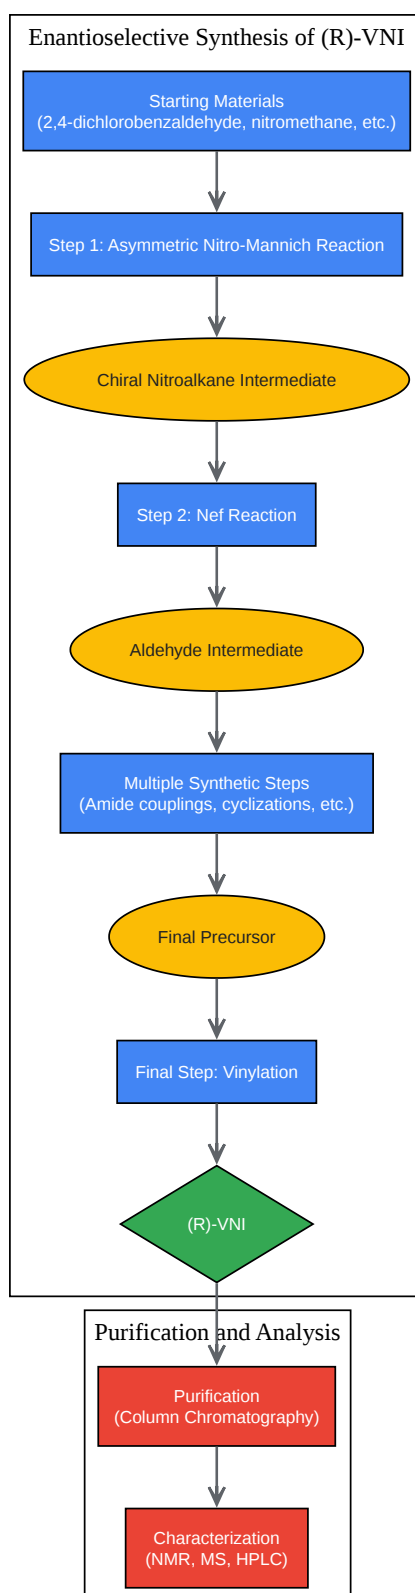 Enantioselective Synthesis of (R)-VNI
Starting Materials
(2,4-dichlorobenzaldehyde, nitromethane, etc.)
Step 1: Asymmetric Nitro-Mannich Reaction
Chiral Nitroalkane Intermediate
Step 2: Nef Reaction
Aldehyde Intermediate
Multiple Synthetic Steps
(Amide couplings, cyclizations, etc.)
Final Precursor
Final Step: Vinylation
(R)-VNI
Purification and Analysis
Purification
(Column Chromatography)
Characterization
(NMR, MS, HPLC)